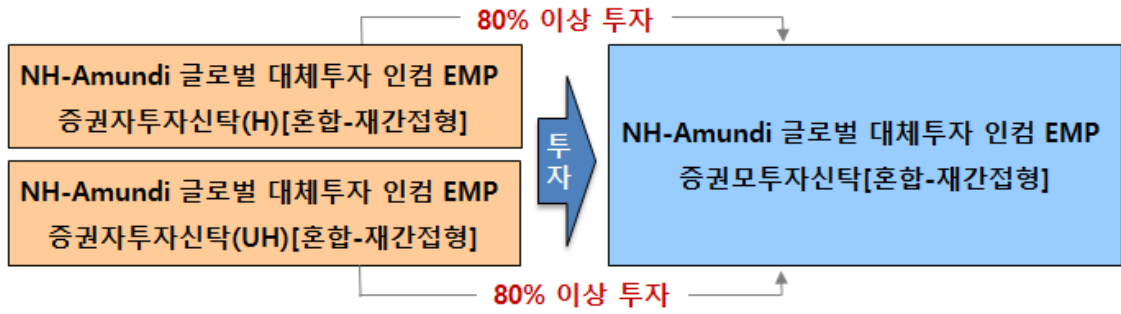 80% 이상 투자
NH-Amundi 글로벌 대체투자 인컴 EMP
증권자투자신탁(H)[혼합-재간접형]
NH-Amundi 글로벌 대체투자 인컴 EMP
증권자투자신탁(UH)[혼합-재간접형]
투
자
NH-Amundi 글로벌 대체투자 인컴 EMP
증권모투자신탁[혼합-재간접형]
80% 이상 투자